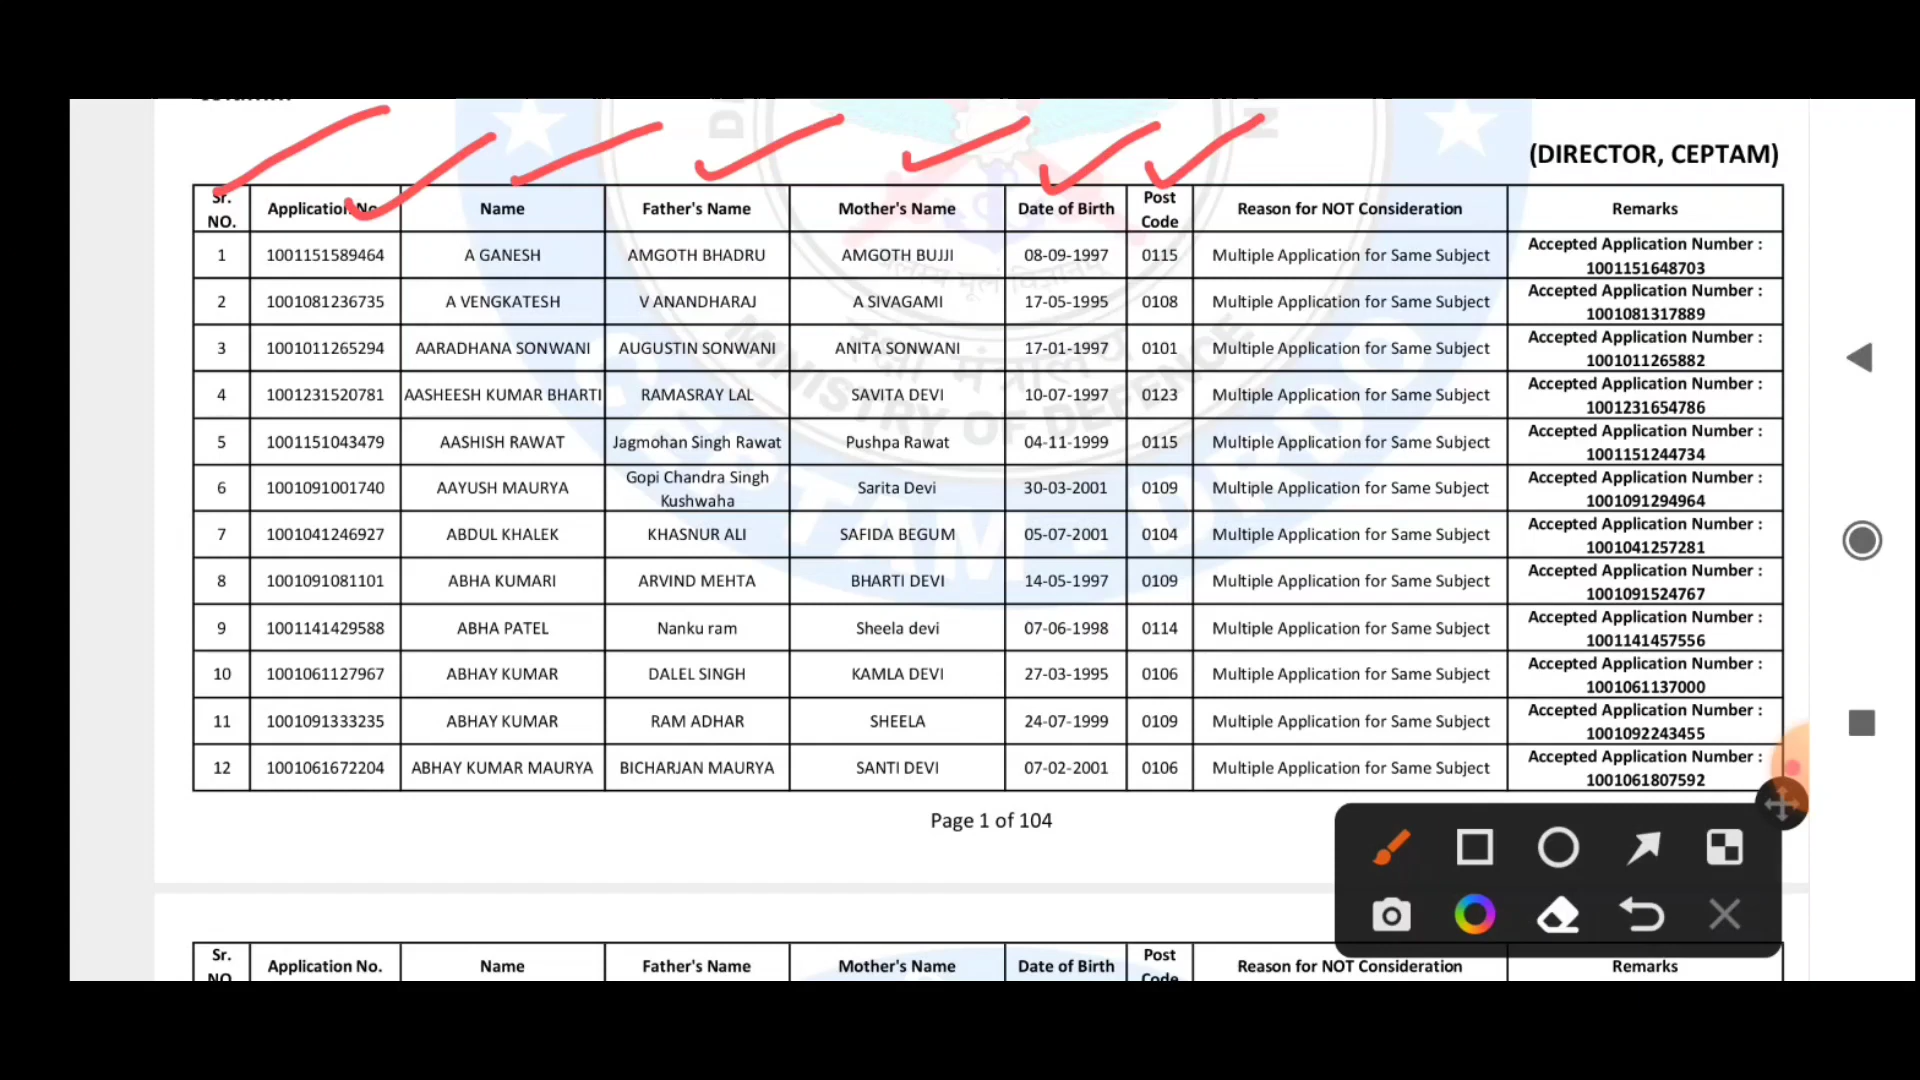 (DIRECTOR, CEPTAM)
Sr. NO. Application No. Name Father's Name Mother's Name Date of Birth Post Code Reason for NOT Consideration Remarks
1 1001151589464 A GANESH AMGOTH BHADRU AMGOTH BUJJI 08-09-1997 0115 Multiple Application for Same Subject Accepted Application Number : 1001151648703
2 1001081236735 A VENGKATESH V ANANDHARAJ A SIVAGAMI 17-05-1995 0108 Multiple Application for Same Subject Accepted Application Number : 1001081317889
3 1001011265294 AARADHANA SONWANI AUGUSTIN SONWANI ANITA SONWANI 17-01-1997 0101 Multiple Application for Same Subject Accepted Application Number : 1001011265882
4 1001231520781 AASHEESH KUMAR BHARTI RAMASRAY LAL SAVITA DEVI 10-07-1997 0123 Multiple Application for Same Subject Accepted Application Number : 1001231654786
5 1001151043479 AASHISH RAWAT Jagmohan Singh Rawat Pushpa Rawat 04-11-1999 0115 Multiple Application for Same Subject Accepted Application Number : 1001151244734
6 1001091001740 AAYUSH MAURYA Gopi Chandra Singh Kushwaha Sarita Devi 30-03-2001 0109 Multiple Application for Same Subject Accepted Application Number : 1001091294964
7 1001041246927 ABDUL KHALEK KHASNUR ALI SAFIDA BEGUM 05-07-2001 0104 Multiple Application for Same Subject Accepted Application Number : 1001041257281
8 1001091081101 ABHA KUMARI ARVIND MEHTA BHARTI DEVI 14-05-1997 0109 Multiple Application for Same Subject Accepted Application Number : 1001091524767
9 1001141429588 ABHA PATEL Nanku ram Sheela devi 07-06-1998 0114 Multiple Application for Same Subject Accepted Application Number : 1001141457556
10 1001061127967 ABHAY KUMAR DALEL SINGH KAMLA DEVI 27-03-1995 0106 Multiple Application for Same Subject Accepted Application Number : 1001061137000
11 1001091333235 ABHAY KUMAR RAM ADHAR SHEELA 24-07-1999 0109 Multiple Application for Same Subject Accepted Application Number : 1001092243455
12 1001061672204 ABHAY KUMAR MAURYA BICHARJAN MAURYA SANTI DEVI 07-02-2001 0106 Multiple Application for Same Subject Accepted Application Number : 1001061807592
MINISTRY OF DEFENCE
CEPTAM DRDO
Page 1 of 104
Sr. NO. Application No. Name Father's Name Mother's Name Date of Birth Post Code Reason for NOT Consideration Remarks